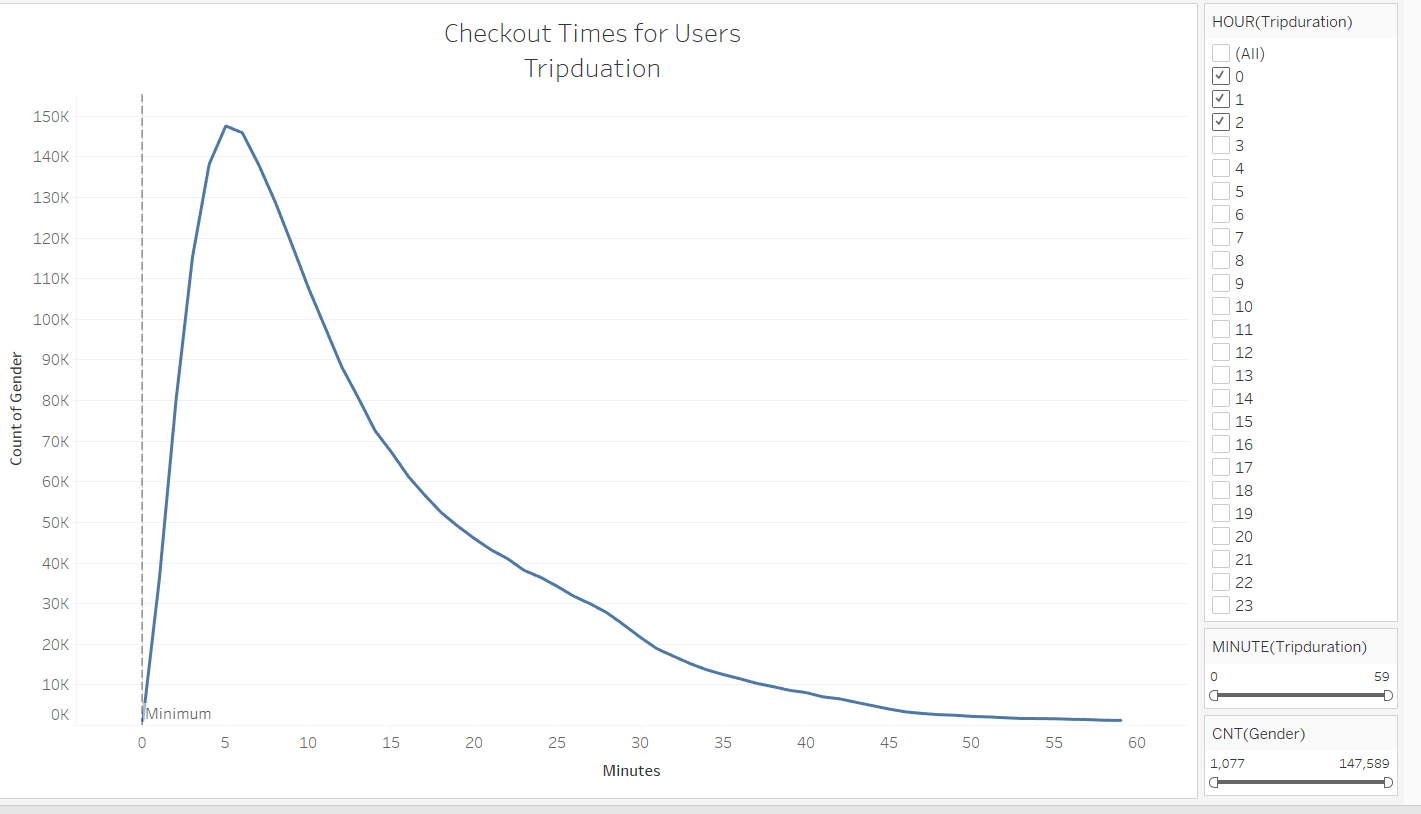 Checkout Times for Users
Tripduation
150K
140K
130K
120K
110K
100K
90K
80K
70K
60K
50K
40K
30K
20K
10K
0K
Count of Gender
Minimum
0 5 10 15 20 25 30 35 40 45 50 55 60
Minutes
HOUR(Tripduration)
(All)
0
1
2
3
4
5
6
7
8
9
10
11
12
13
14
15
16
17
18
19
20
21
22
23
MINUTE(Tripduration)
0 59
CNT(Gender)
1,077 147,589